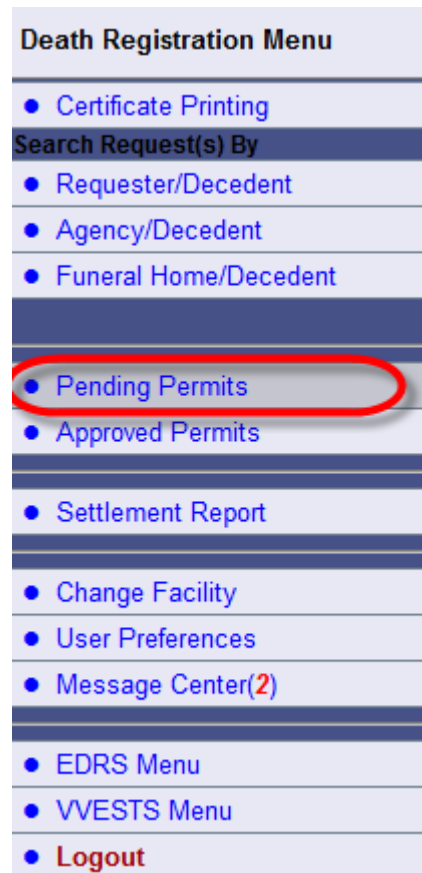 Death Registration Menu
Certificate Printing
Search Request(s) By
Requester/Decedent
Agency/Decedent
Funeral Home/Decedent
Pending Permits
Approved Permits
Settlement Report
Change Facility
User Preferences
Message Center(2)
EDRS Menu
VVESTS Menu
Logout